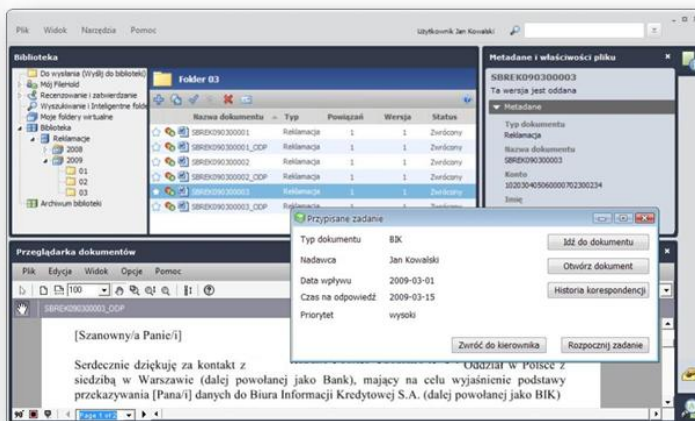 Plik Widok Narzędzia Pomoc
Użytkownik Jan Kowalski
Biblioteka
Do wysłania (Wyślij do biblioteki)
Mój FileHold
Recenzowanie i zatwierdzanie
Wyszukiwanie i Inteligentne folde
Moje foldery wirtualne
Biblioteka
Reklamacje
2008
2009
01
02
03
Archiwum biblioteki
Folder 03
Nazwa dokumentu Typ Powiązań Wersja Status
SBREK090300001 Reklamacja 1 1 Zwrócony
SBREK090300001_ODP Reklamacja 1 1 Zwrócony
SBREK090300002 Reklamacja 1 1 Zwrócony
SBREK090300002_ODP Reklamacja 1 1 Zwrócony
SBREK090300003 Reklamacja 1 1 Zwrócony
SBREK090300003_ODP Reklamacja 1 1 Zwrócony
Metadane i właściwości pliku
SBREK090300003
Ta wersja jest oddana
Metadane
Typ dokumentu
Reklamacja
Nazwa dokumentu
SBREK090300003
Konto
Imię
Przypisane zadanie
Typ dokumentu BIK
Nadawca Jan Kowalski
Data wpływu 2009-03-01
Czas na odpowiedź 2009-03-15
Priorytet wysoki
Idź do dokumentu
Otwórz dokument
Historia korespondencji
Zwróć do kierownika
Rozpocznij zadanie
Przeglądarka dokumentów
Plik Edycja Widok Opcje Pomoc
100
SBREK090300003_ODP
[Szanowny/a Panie/i]
Serdecznie dziękuję za kontakt z Oddział w Polsce z
siedzibą w Warszawie (dalej powołanej jako Bank), mający na celu wyjaśnienie podstawy
przekazywania [Pana/i] danych do Biura Informacji Kredytowej S.A. (dalej powołanej jako BIK)
Page 1 of 2